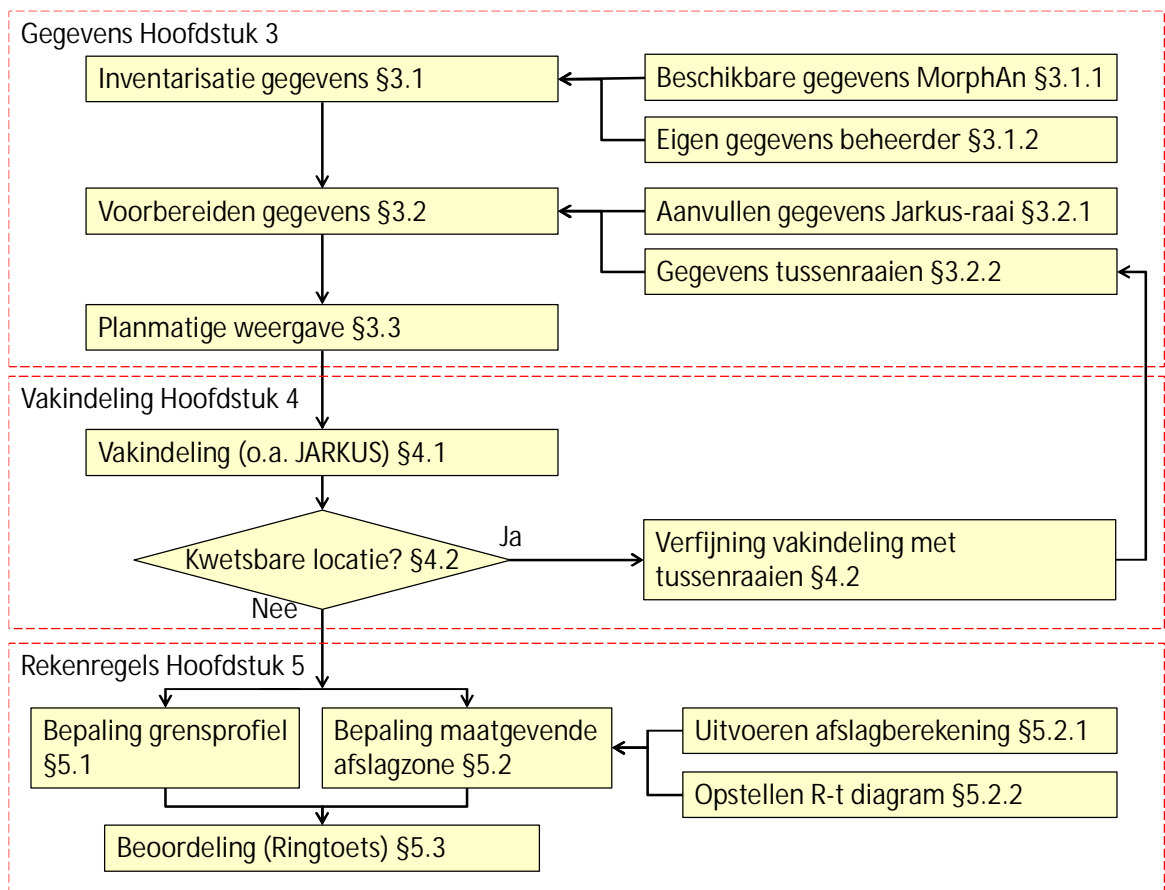 Gegevens Hoofdstuk 3
Inventarisatie gegevens §3.1
Beschikbare gegevens MorphAn §3.1.1
Eigen gegevens beheerder §3.1.2
Voorbereiden gegevens §3.2
Aanvullen gegevens Jarkus-raai §3.2.1
Gegevens tussenraaien §3.2.2
Planmatige weergave §3.3
Vakindeling Hoofdstuk 4
Vakindeling (o.a. JARKUS) §4.1
Kwetsbare locatie? §4.2
Ja
Verfijning vakindeling met
tussenraaien §4.2
Nee
Rekenregels Hoofdstuk 5
Bepaling grensprofiel
§5.1
Bepaling maatgevende
afslagzone §5.2
Uitvoeren afslagberekening §5.2.1
Opstellen R-t diagram §5.2.2
Beoordeling (Ringtoets) §5.3